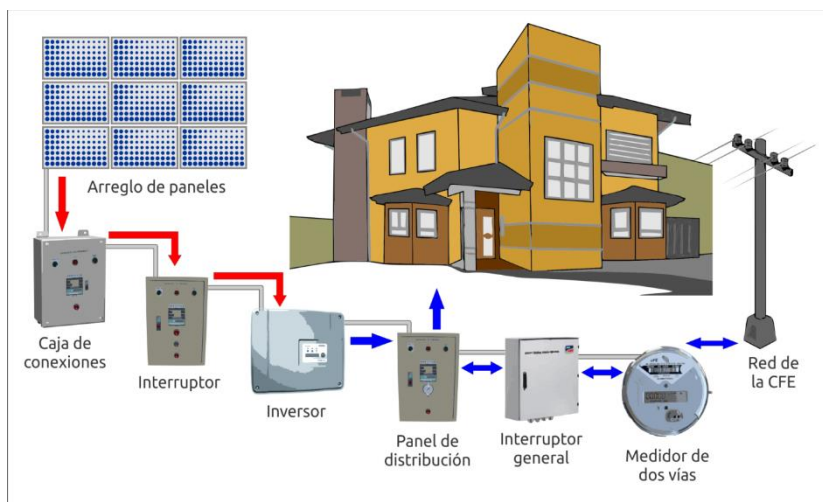 Arreglo de paneles
Caja de
conexiones
Interruptor
Inversor
Panel de
distribución
Interruptor
general
Medidor de
dos vías
Red de
la CFE